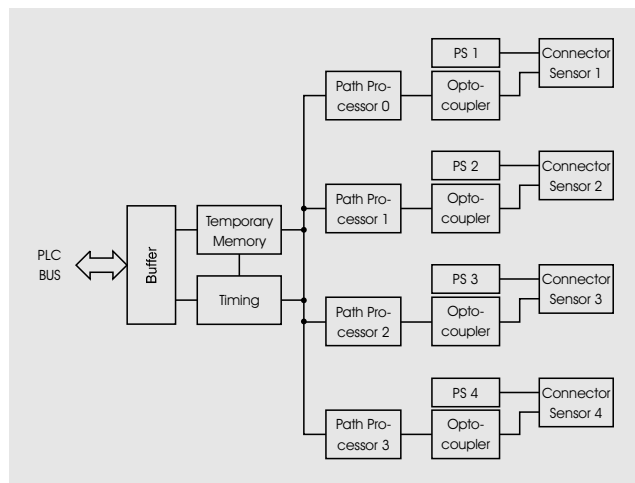 PLC
BUS
Buffer
Temporary
Memory
Timing
Path Pro-
cessor 0
PS 1
Opto-
coupler
Connector
Sensor 1
Path Pro-
cessor 1
PS 2
Opto-
coupler
Connector
Sensor 2
Path Pro-
cessor 2
PS 3
Opto-
coupler
Connector
Sensor 3
Path Pro-
cessor 3
PS 4
Opto-
coupler
Connector
Sensor 4